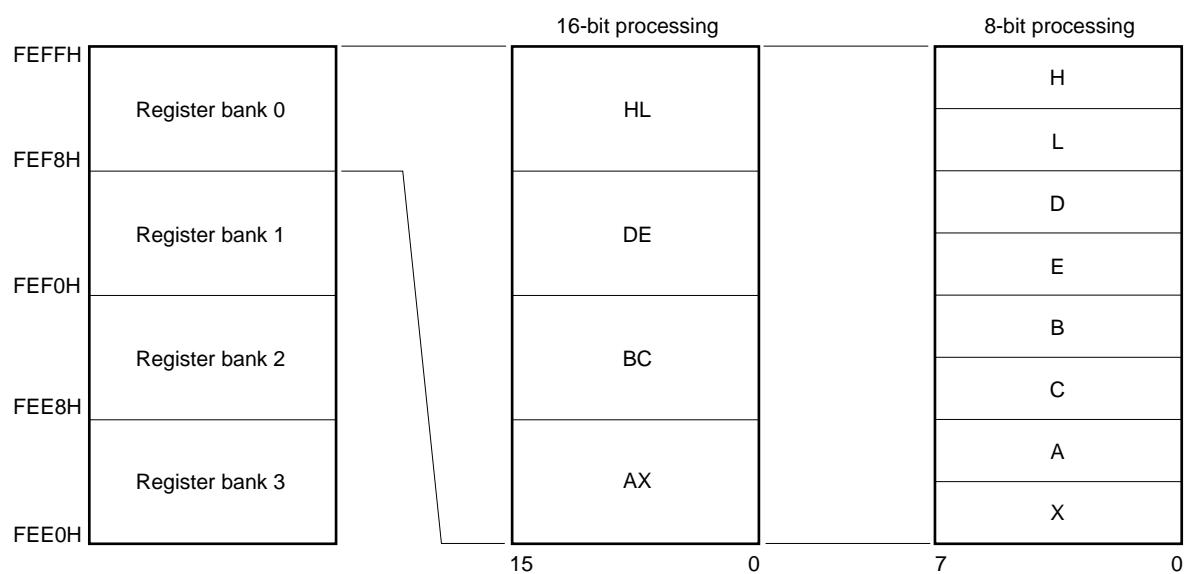 16-bit processing
8-bit processing
FEFFH
Register bank 0
FEF8H
Register bank 1
FEF0H
Register bank 2
FEE8H
Register bank 3
FEE0H
HL
DE
BC
AX
15 0
H
L
D
E
B
C
A
X
7 0